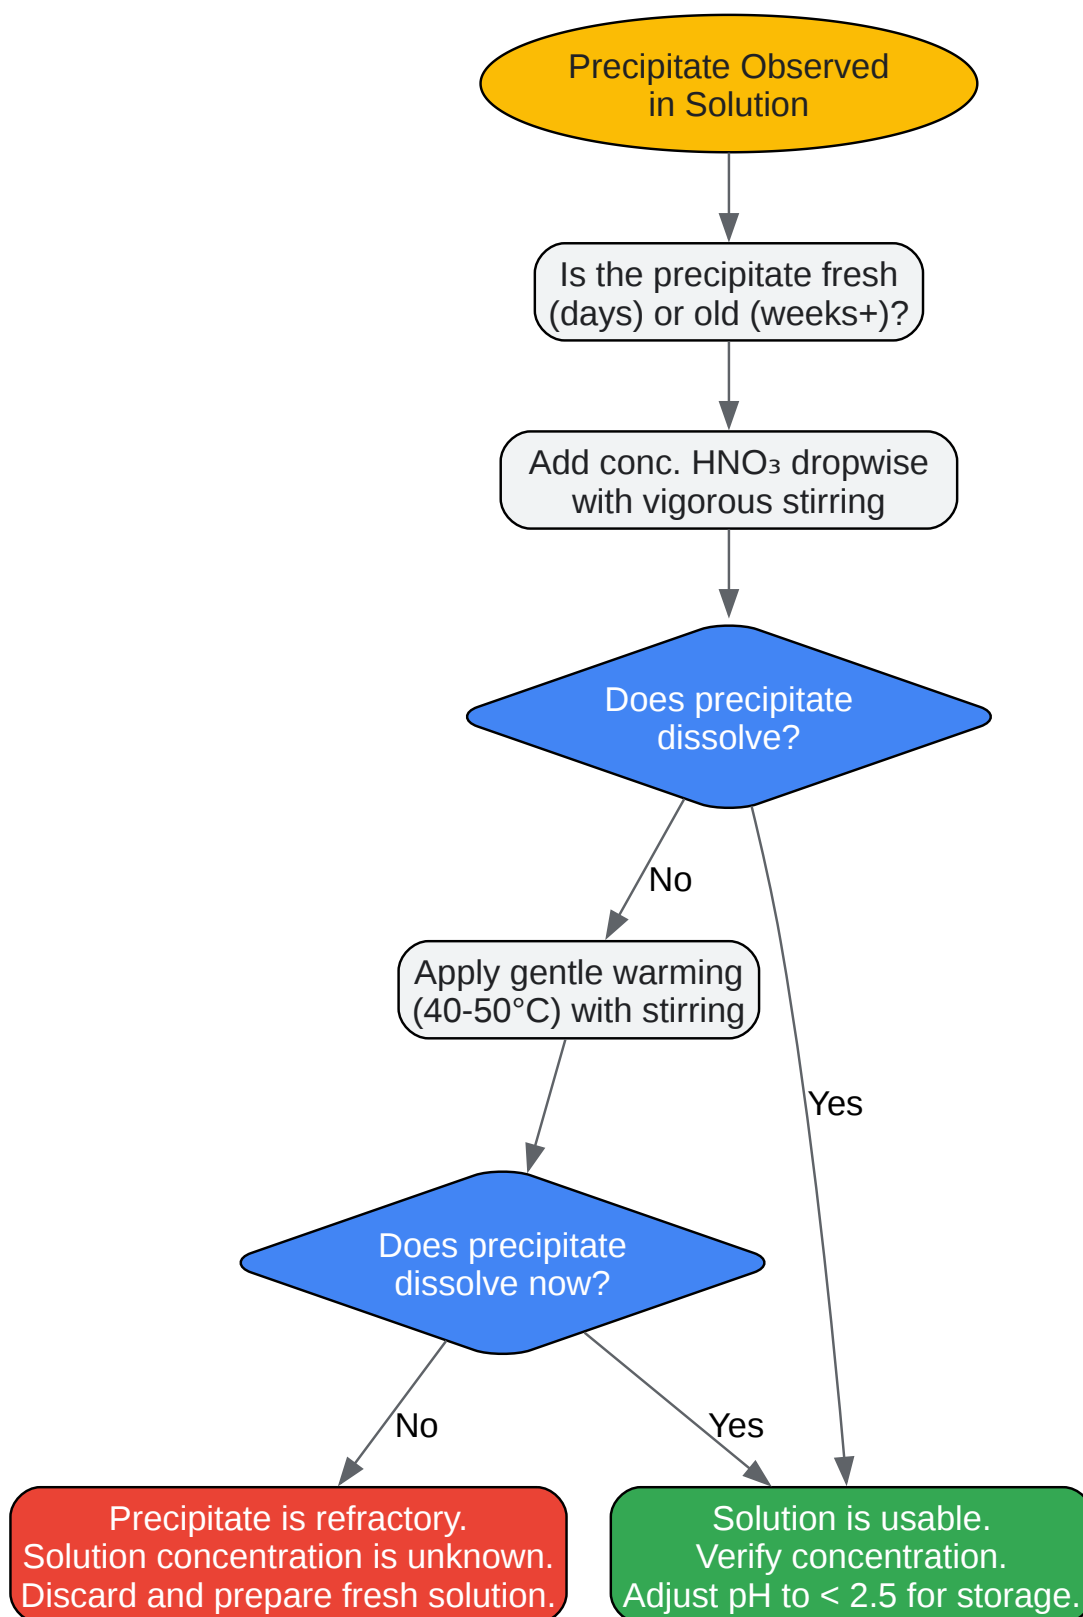 Precipitate Observed
in Solution
Is the precipitate fresh
(days) or old (weeks+)?
Add conc. HNO₃ dropwise
with vigorous stirring
Does precipitate
dissolve?
No
Apply gentle warming
(40-50°C) with stirring
Yes
Does precipitate
dissolve now?
No
Yes
Precipitate is refractory.
Solution concentration is unknown.
Discard and prepare fresh solution.
Solution is usable.
Verify concentration.
Adjust pH to < 2.5 for storage.